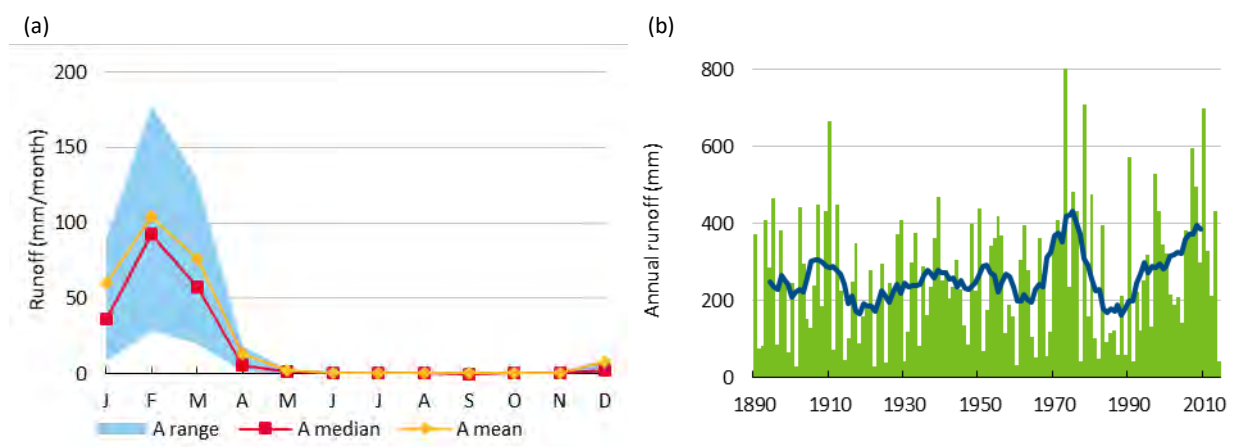 (a)
Runoff (mm/month)
200
150
100
50
0
J F M A M J J A S O N D
A range A median A mean
(b)
Annual runoff (mm)
800
600
400
200
0
1890 1910 1930 1950 1970 1990 2010